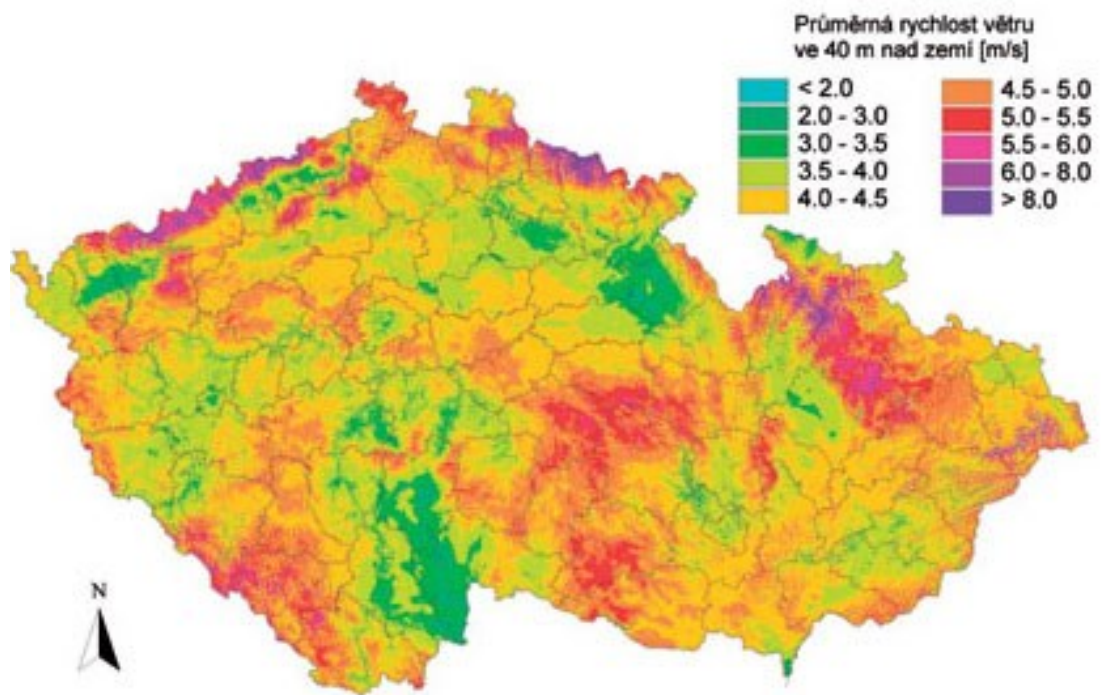 Průměrná rychlost větru
ve 40 m nad zemí [m/s]
< 2.0
2.0 - 3.0
3.0 - 3.5
3.5 - 4.0
4.0 - 4.5
4.5 - 5.0
5.0 - 5.5
5.5 - 6.0
6.0 - 8.0
> 8.0
N